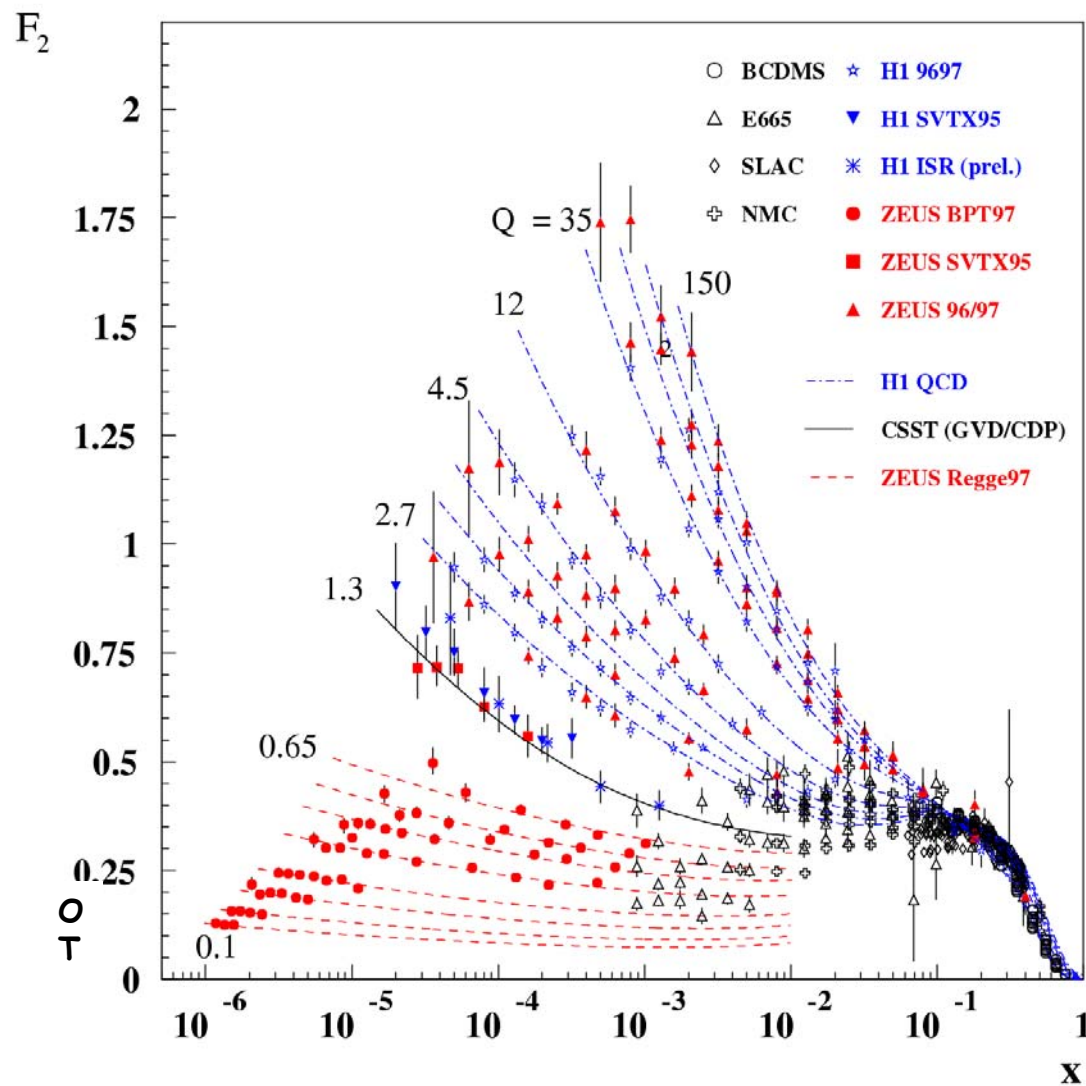 F2
BCDMS
H1 9697
E665
H1 SVTX95
SLAC
H1 ISR (prel.)
NMC
ZEUS BPT97
ZEUS SVTX95
ZEUS 96/97
H1 QCD
CSST (GVD/CDP)
ZEUS Regge97
2
1.75
1.5
1.25
1
0.75
0.5
0.25
0
Q = 35
150
2
12
4.5
2.7
1.3
0.65
0.1
O
T
10-6
10-5
10-4
10-3
10-2
10-1
1
x